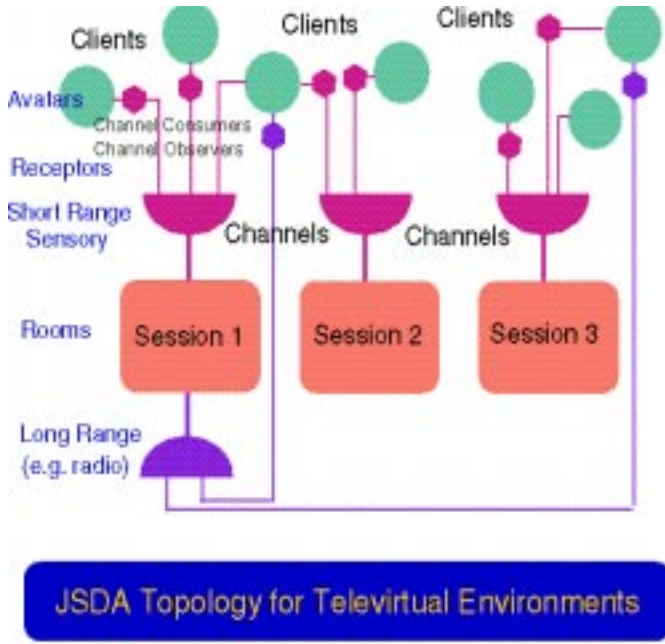 Clients
Clients
Clients
Avatars
Channel Consumers
Channel Observers
Receptors
Short Range
Sensory
Channels
Channels
Rooms
Session 1
Session 2
Session 3
Long Range
(e.g. radio)
JSDA Topology for Televirtual Environments